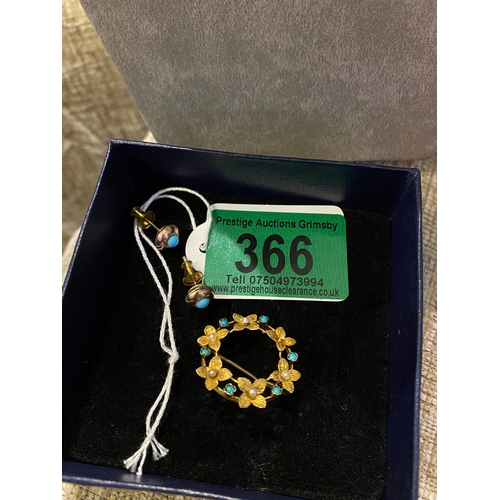 Prestige Auctions Grimsby
366
Tell 07504973994
www.prestigehouseclearance.co.uk